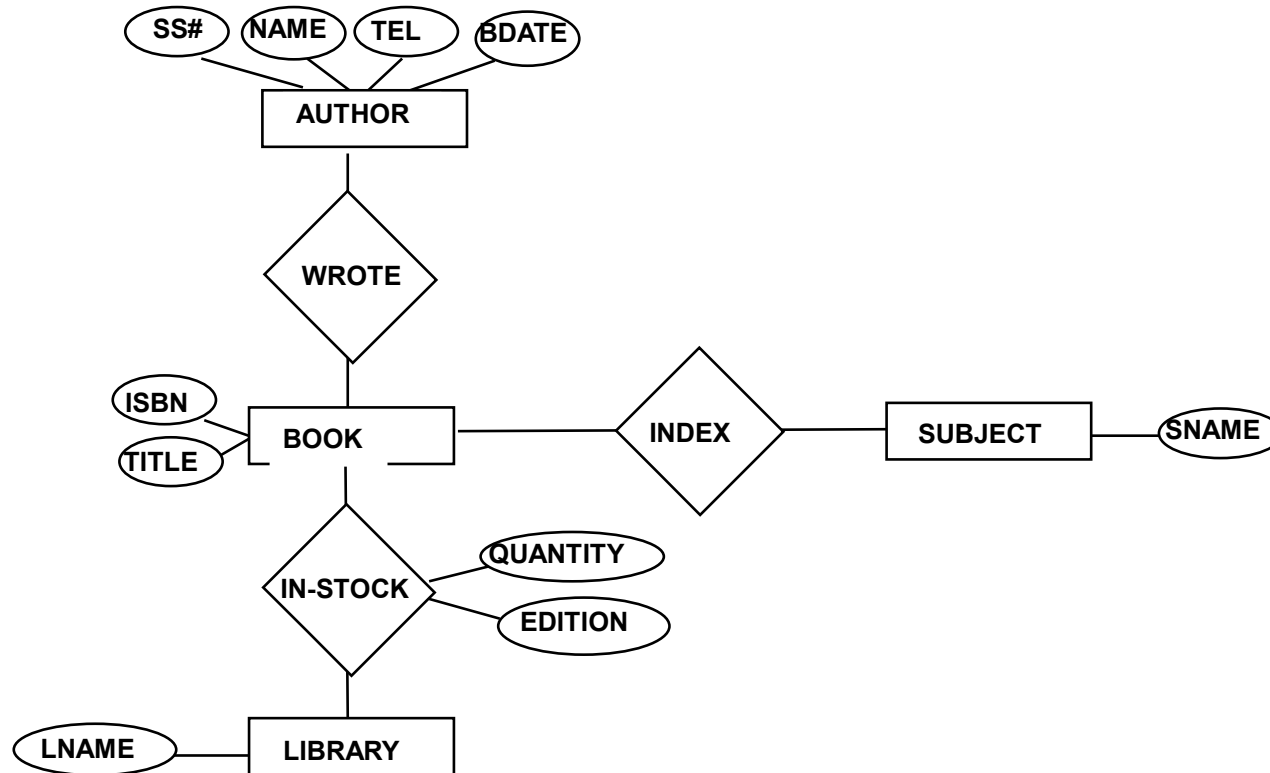 SS# NAME TEL BDATE
AUTHOR
WROTE
ISBN
BOOK INDEX SUBJECT SNAME
TITLE
QUANTITY
IN-STOCK
EDITION
LNAME LIBRARY